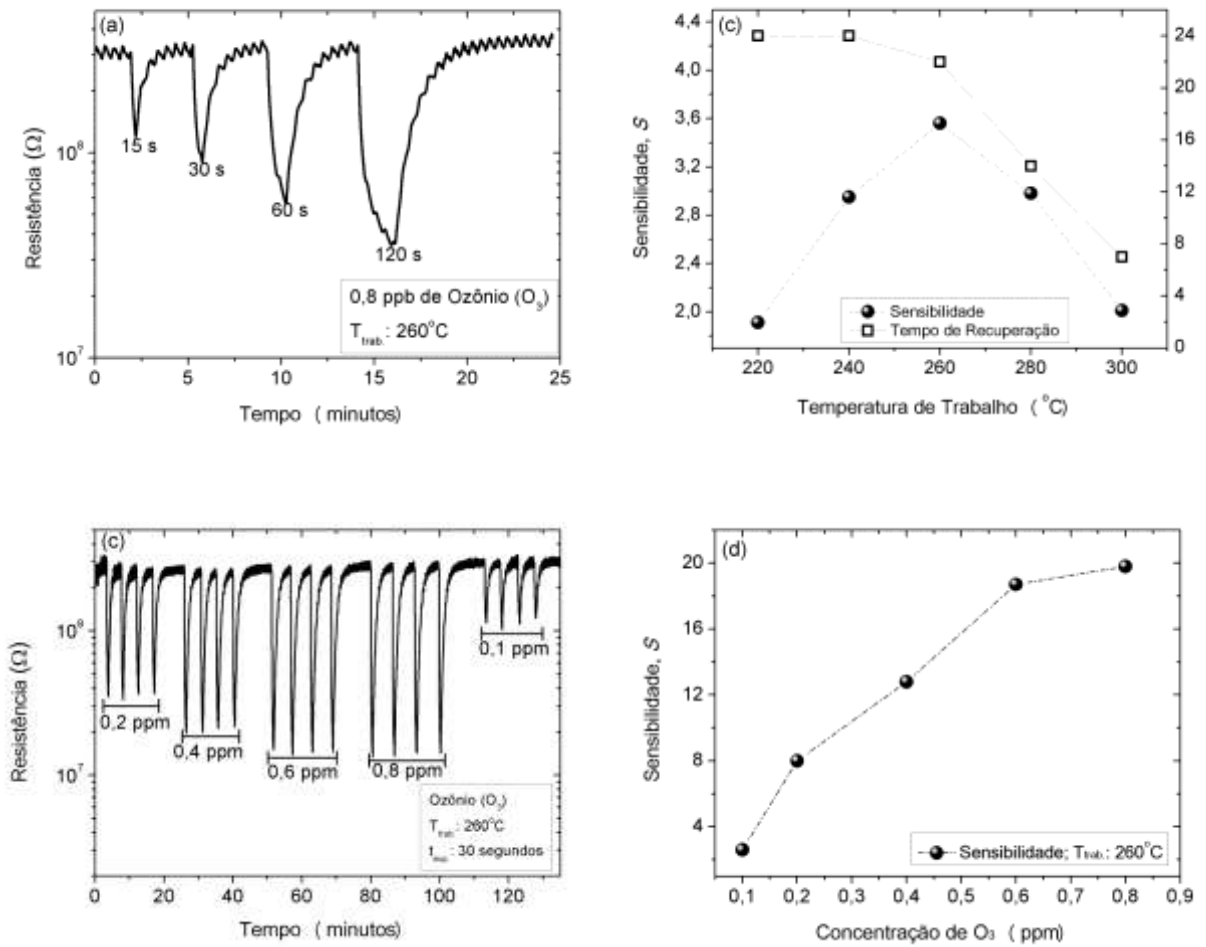 (a)
10⁸
10⁷
15 s
30 s
60 s
120 s
0,8 ppb de Ozônio (O₃)
Tₜᵣₐb.: 260°C
0 5 10 15 20 25
Resistência (Ω)
Tempo ( minutos)
(c)
4,4
4,0
3,6
3,2
2,8
2,4
2,0
24
20
16
12
8
4
0
Sensibilidade
Tempo de Recuperação
220 240 260 280 300
Sensibilidade, S
Temperatura de Trabalho ( °C)
(c)
10⁸
10⁷
0,2 ppm
0,4 ppm
0,6 ppm
0,8 ppm
0,1 ppm
Ozônio (O₃)
Tₜᵣₐb: 260°C
: 30 segundos
0 20 40 60 80 100 120
Resistência (Ω)
Tempo ( minutos)
(d)
20
16
12
8
4
Sensibilidade; Tₜᵣₐb.: 260°C
0,1 0,2 0,3 0,4 0,5 0,6 0,7 0,8 0,9
Sensibilidade, S
Concentração de O₃ ( ppm)